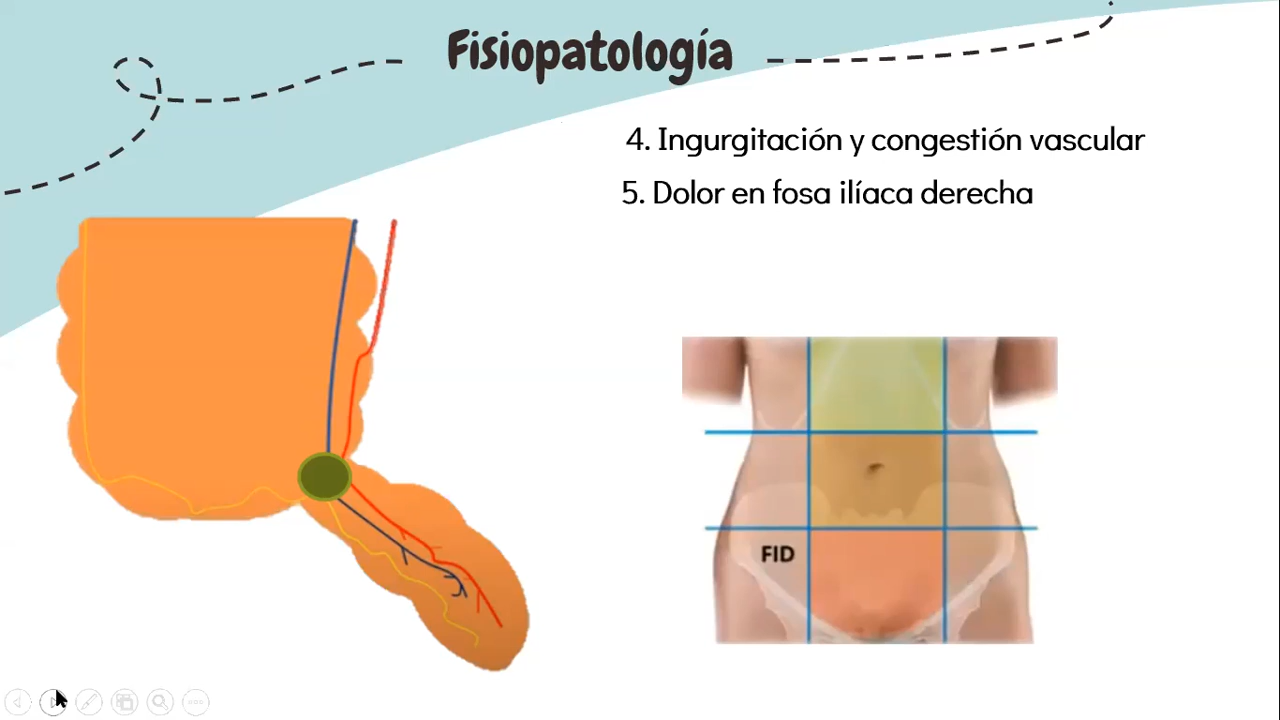 Fisiopatología
4. Ingurgitación y congestión vascular
5. Dolor en fosa ilíaca derecha
FID